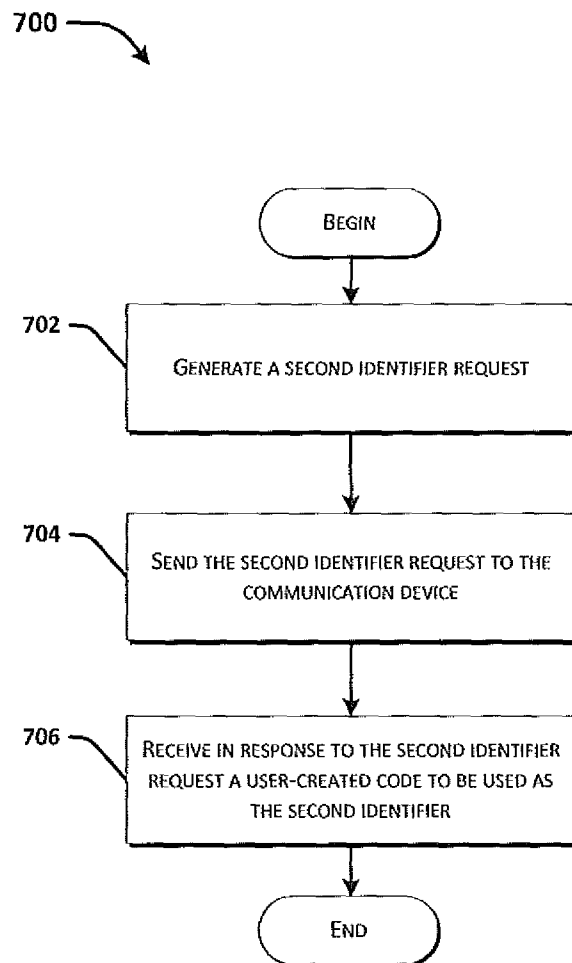 700
BEGIN
702
GENERATE A SECOND IDENTIFIER REQUEST
704
SEND THE SECOND IDENTIFIER REQUEST TO THE
COMMUNICATION DEVICE
706
RECEIVE IN RESPONSE TO THE SECOND IDENTIFIER
REQUEST A USER-CREATED CODE TO BE USED AS
THE SECOND IDENTIFIER
END